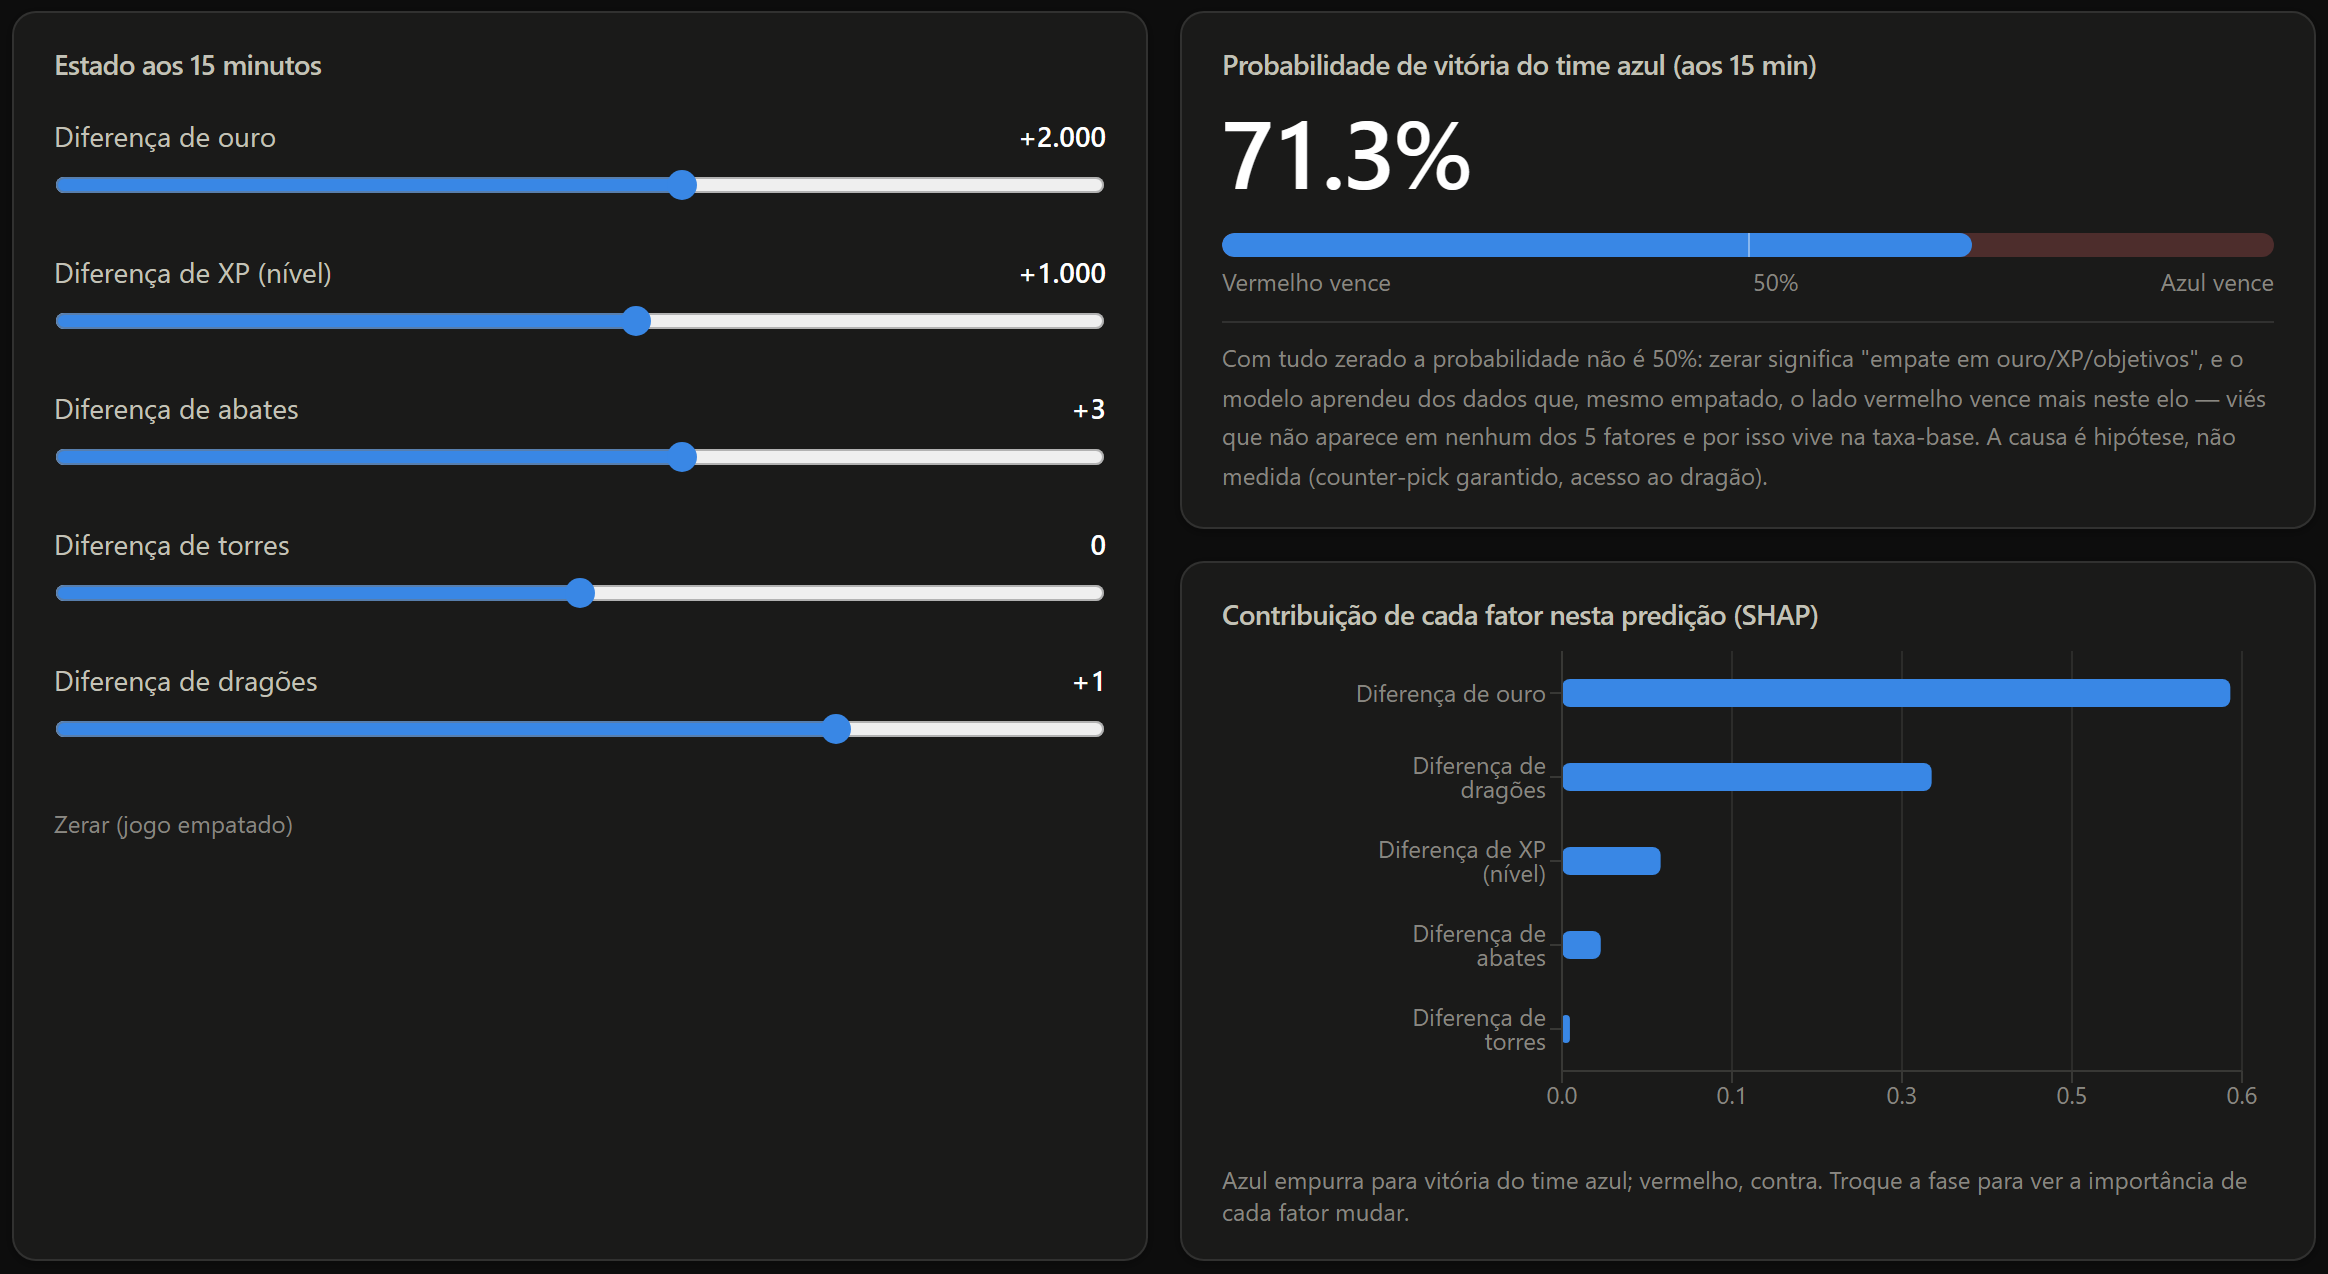 Estado aos 15 minutos
Diferença de ouro
+2.000
Diferença de XP (nível)
+1.000
Diferença de abates
+3
Diferença de torres
0
Diferença de dragões
+1
Zerar (jogo empatado)
Probabilidade de vitória do time azul (aos 15 min)
71.3%
Vermelho vence
50%
Azul vence
Com tudo zerado a probabilidade não é 50%: zerar significa "empate em ouro/XP/objetivos", e o
modelo aprendeu dos dados que, mesmo empatado, o lado vermelho vence mais neste elo — viés
que não aparece em nenhum dos 5 fatores e por isso vive na taxa-base. A causa é hipótese, não
medida (counter-pick garantido, acesso ao dragão).
Contribuição de cada fator nesta predição (SHAP)
Diferença de ouro
Diferença de
dragões
Diferença de XP
(nível)
Diferença de
abates
Diferença de
torres
0.0
0.1
0.3
0.5
0.6
Azul empurra para vitória do time azul; vermelho, contra. Troque a fase para ver a importância de
cada fator mudar.